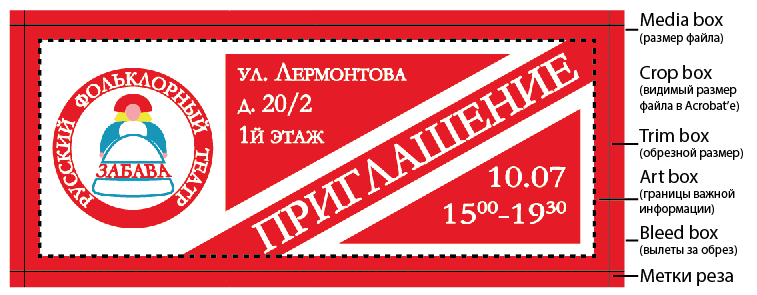 РУССКИЙ ФОЛЬКЛОРНЫЙ ТЕАТР
ЗАБАВА
ул. Лермонтова
д. 20/2
1й этаж
ПРИГЛАШЕНИЕ
10.07
15⁰⁰-19³⁰
Media box
(размер файла)
Crop box
(видимый размер
файла в Acrobat'е)
Trim box
(обрезной размер)
Art box
(границы важной
информации)
Bleed box
(вылеты за обрез)
Метки реза